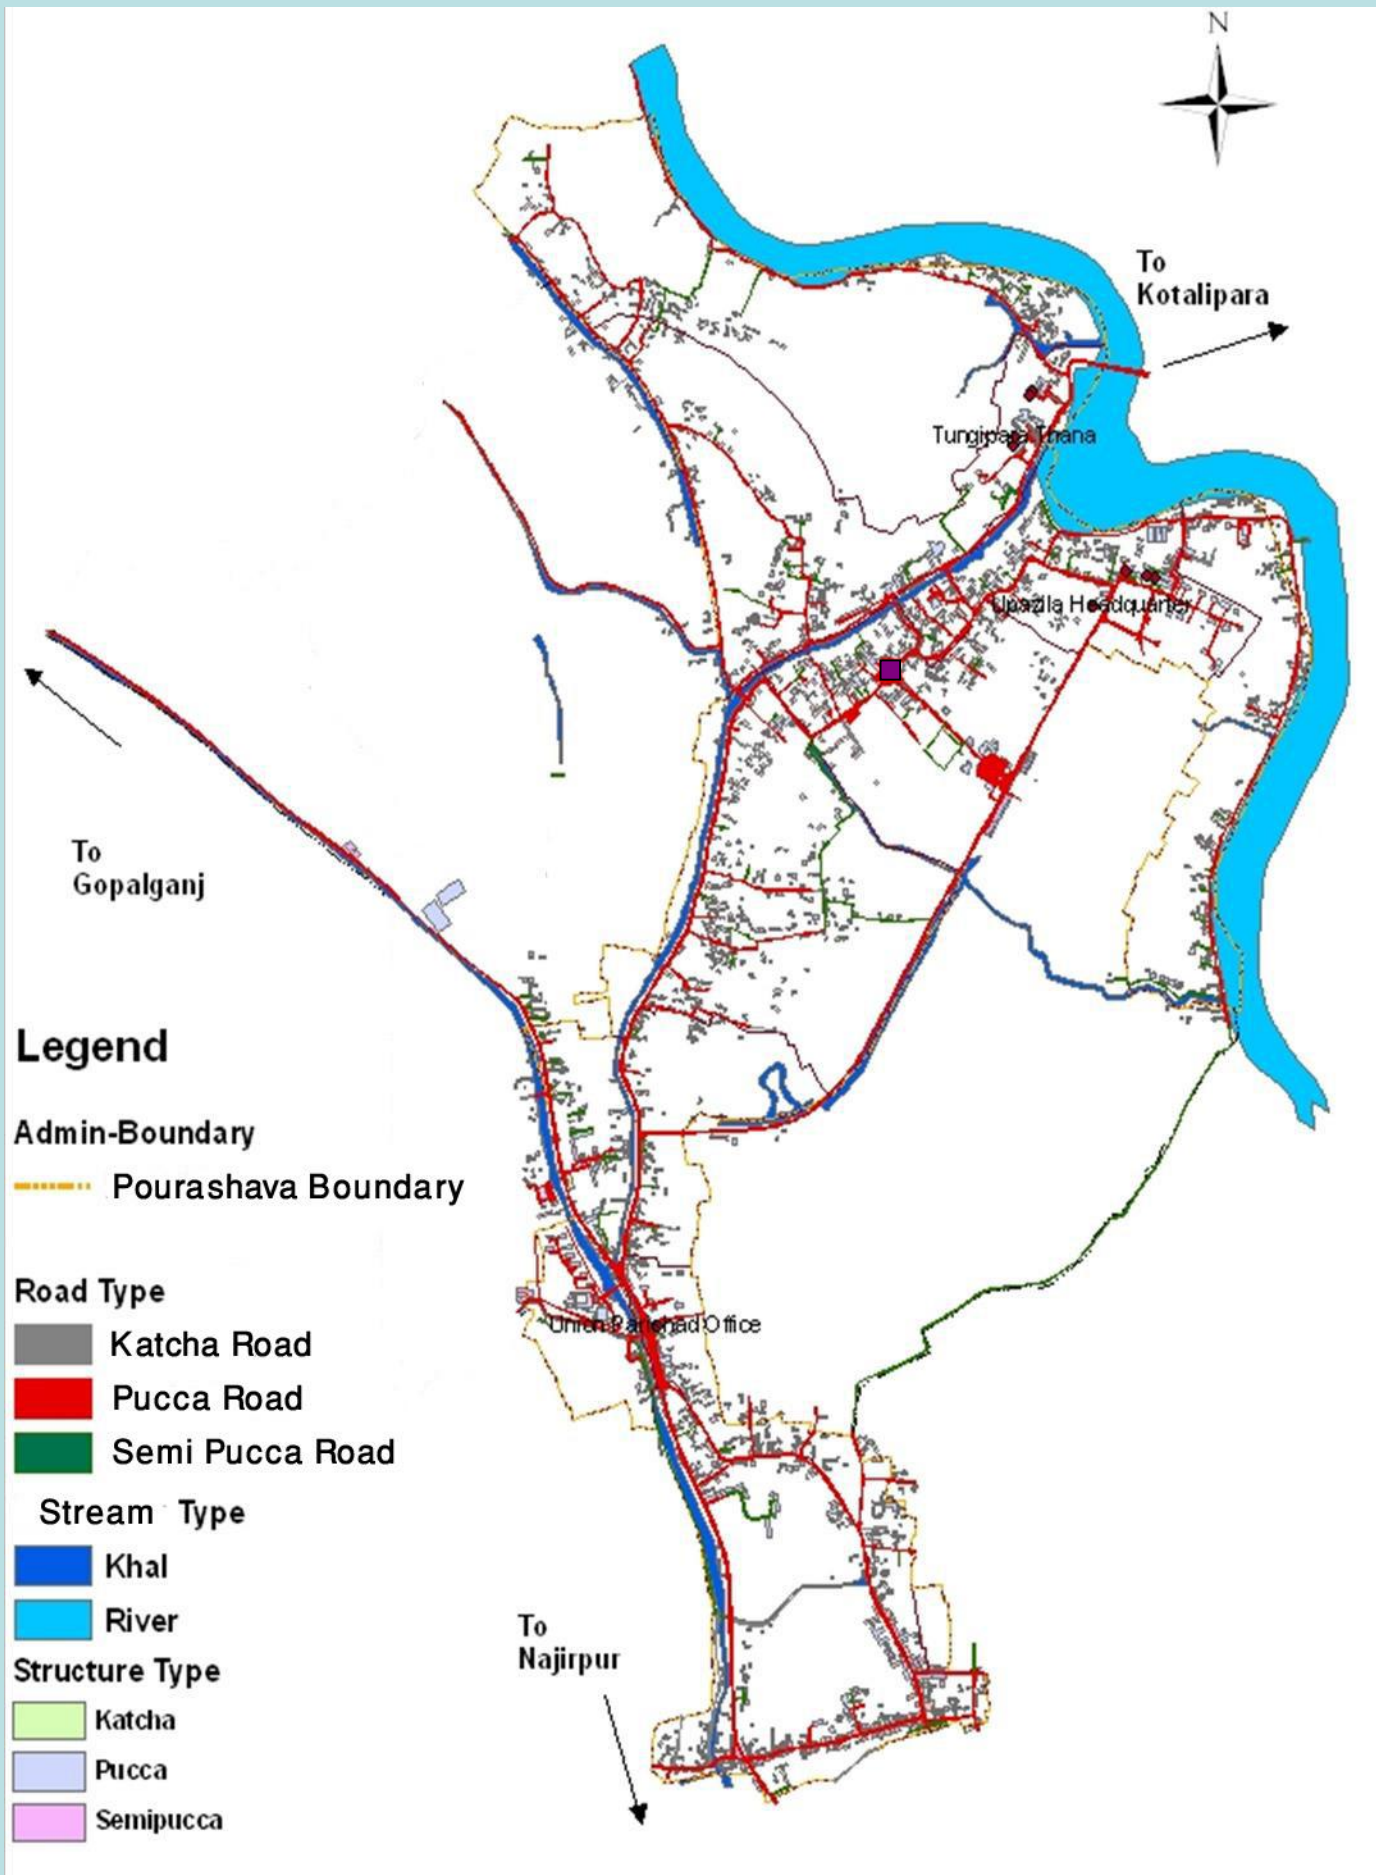 N
To
Kotalipara
Tungipara Thana
Upazila Headquarter
To
Gopalganj
Legend
Admin-Boundary
Pourashava Boundary
Road Type
Katcha Road
Pucca Road
Semi Pucca Road
Stream Type
Khal
River
Structure Type
Katcha
Pucca
Semipucca
Union Parishad Office
To
Najirpur